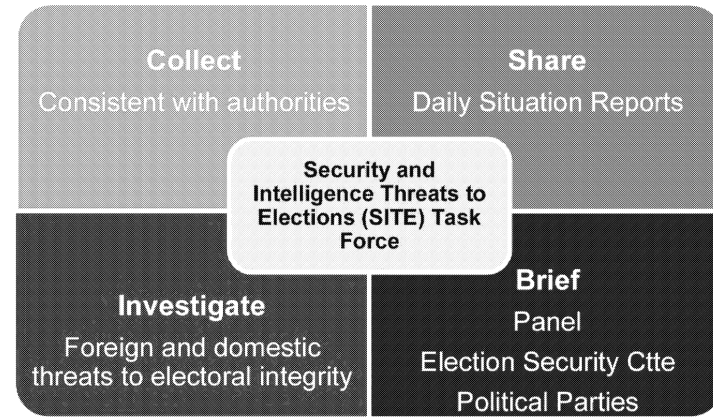 Collect
Consistent with authorities
Share
Daily Situation Reports
Security and
Intelligence Threats to
Elections (SITE) Task
Force
Investigate
Foreign and domestic
threats to electoral integrity
Brief
Panel
Election Security Ctte
Political Parties